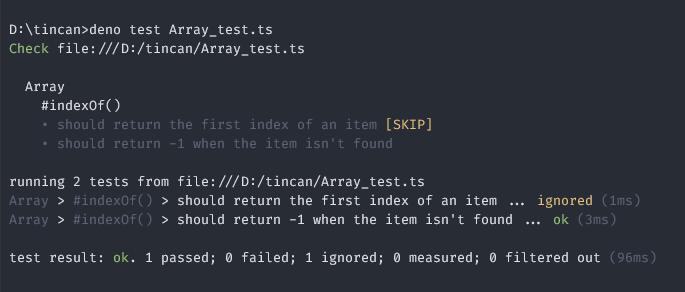 D:\tincan>deno test Array_test.ts
Check file:///D:/tincan/Array_test.ts
Array
#indexOf()
• should return the first index of an item [SKIP]
• should return -1 when the item isn't found
running 2 tests from file:///D:/tincan/Array_test.ts
Array > #indexOf() > should return the first index of an item ... ignored (1ms)
Array > #indexOf() > should return -1 when the item isn't found ... ok (3ms)
test result: ok. 1 passed; 0 failed; 1 ignored; 0 measured; 0 filtered out (96ms)